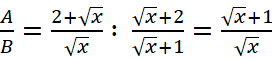 A/B = (2+√x)/√x : (√x+2)/(√x+1) = (√x+1)/√x